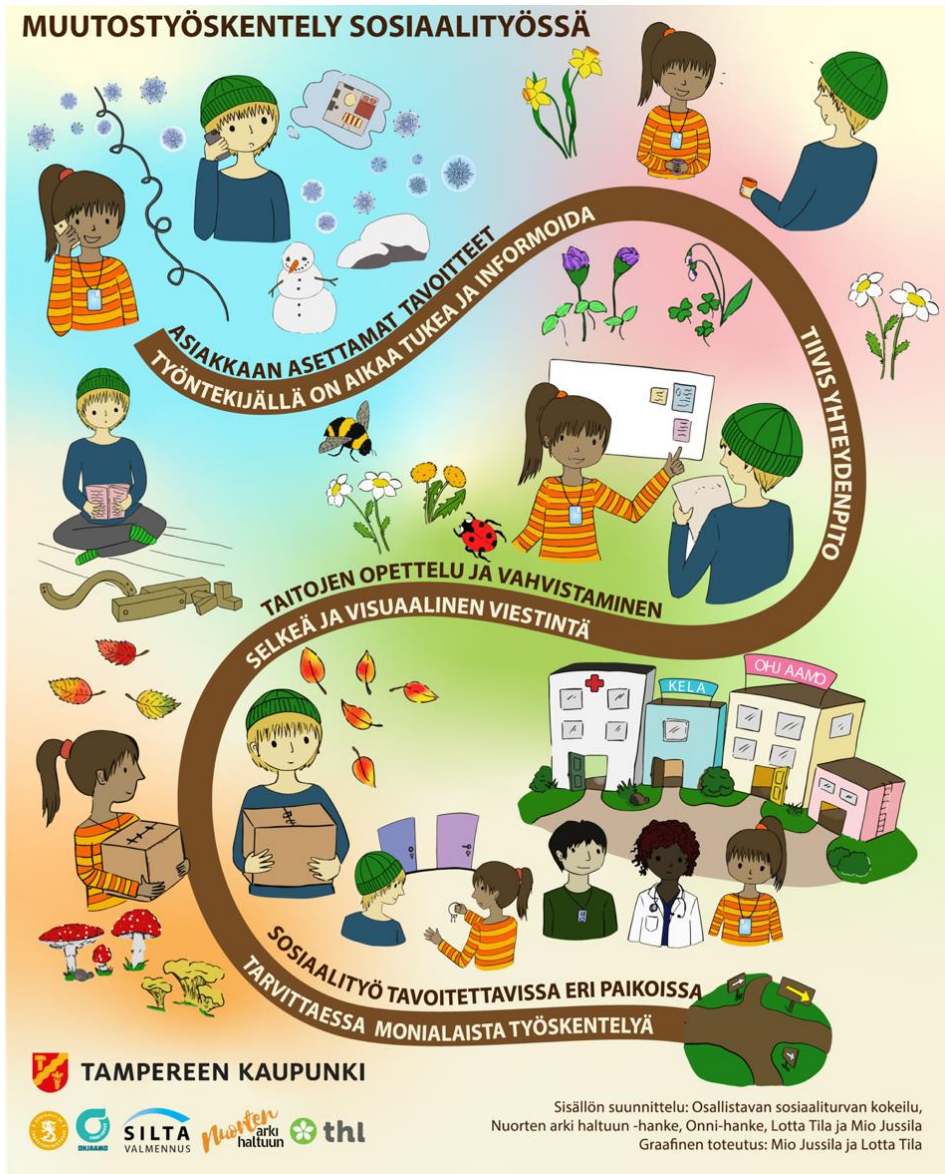 MUUTOSTYÖSKENTELY SOSIAALITYÖSSÄ
ASIAKKAAN ASETTAMAT TAVOITTEET
TYÖNTEKIJÄLLÄ ON AIKAA TUKEA JA INFORMOIDA
TIIVIS YHTEYDENPITO
TAITOJEN OPETTELU JA VAHVISTAMINEN
SELKEÄ JA VISUAALINEN VIESTINTÄ
KELA
OHJAAMO
SOSIAALITYÖ TAVOITETTAVISSA ERI PAIKOISSA
TARVITTAESSA MONIALAISTA TYÖSKENTELYÄ
TAMPEREEN KAUPUNKI
OHJAAMO
SILTA
VALMENNUS
Nuorten
arki
haltuun
thl
Sisällön suunnittelu: Osallistavan sosiaaliturvan kokeilu,
Nuorten arki haltuun -hanke, Onni-hanke, Lotta Tila ja Mio Jussila
Graafinen toteutus: Mio Jussila ja Lotta Tila